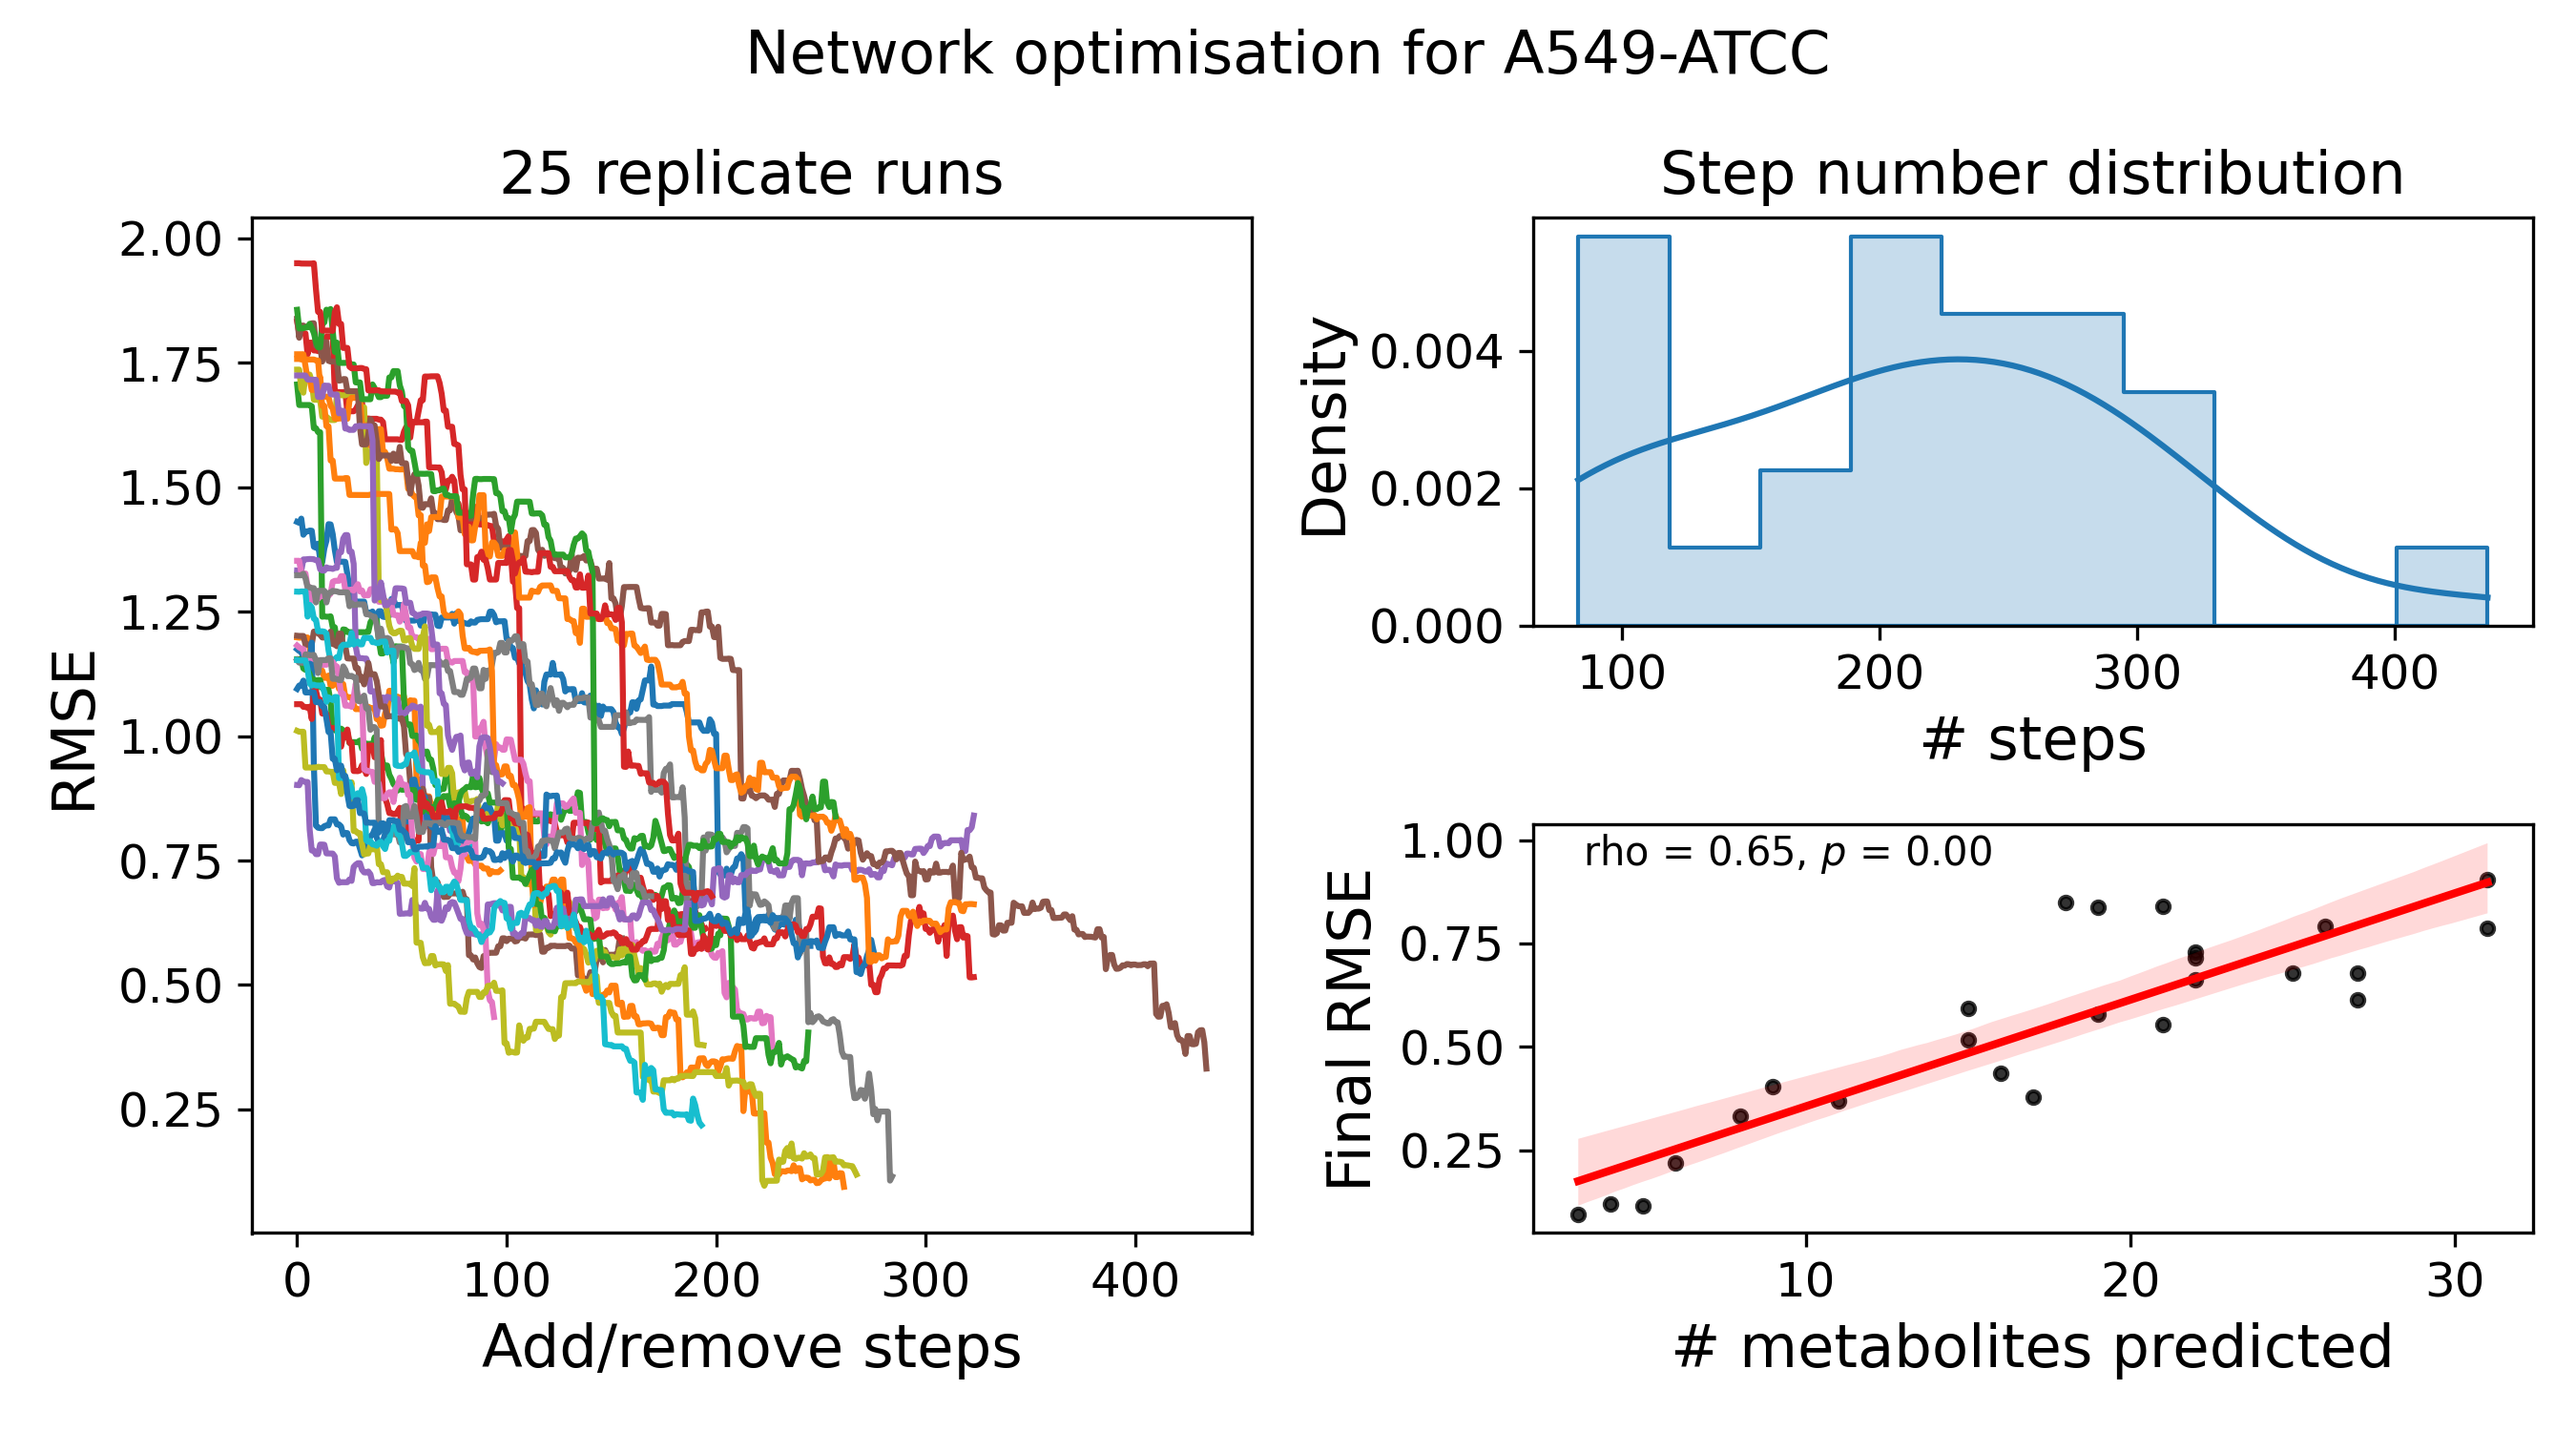 Network optimisation for A549-ATCC
25 replicate runs
RMSE
2.00
1.75
1.50
1.25
1.00
0.75
0.50
0.25
0 100 200 300 400
Add/remove steps
Step number distribution
Density
0.004
0.002
0.000
100 200 300 400
# steps
rho = 0.65, p = 0.00
Final RMSE
1.00
0.75
0.50
0.25
10 20 30
# metabolites predicted